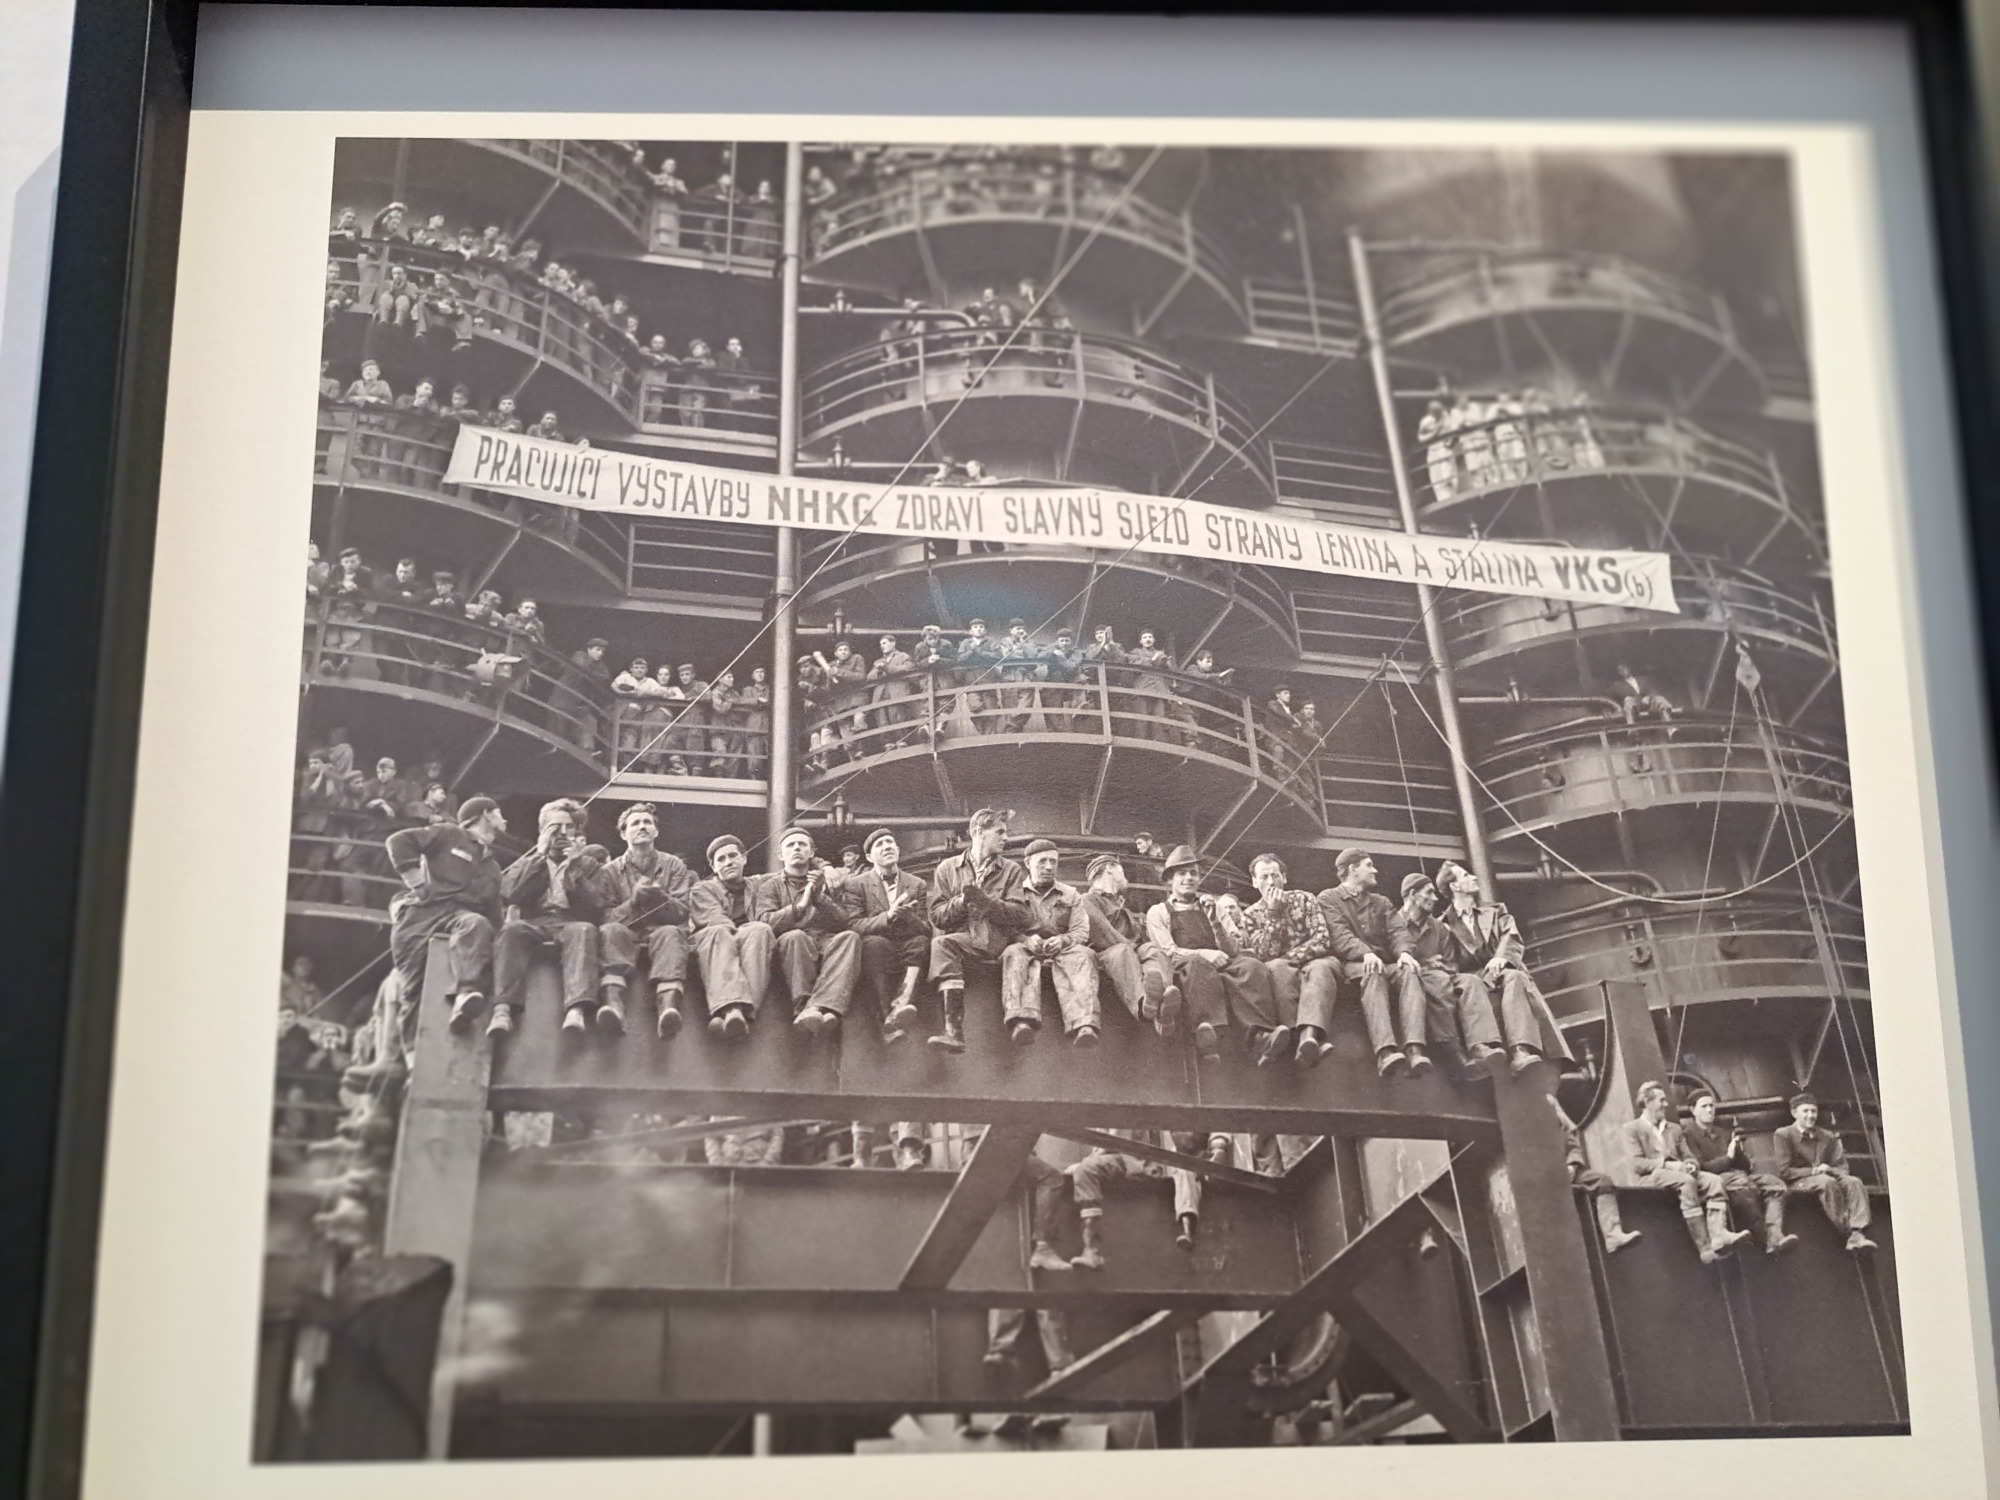 PRACUJÍCÍ VÝSTAVBY NHKG ZDRAVÍ SLAVNÝ SJEZD STRANY LENINA A STALINA VKS(b)